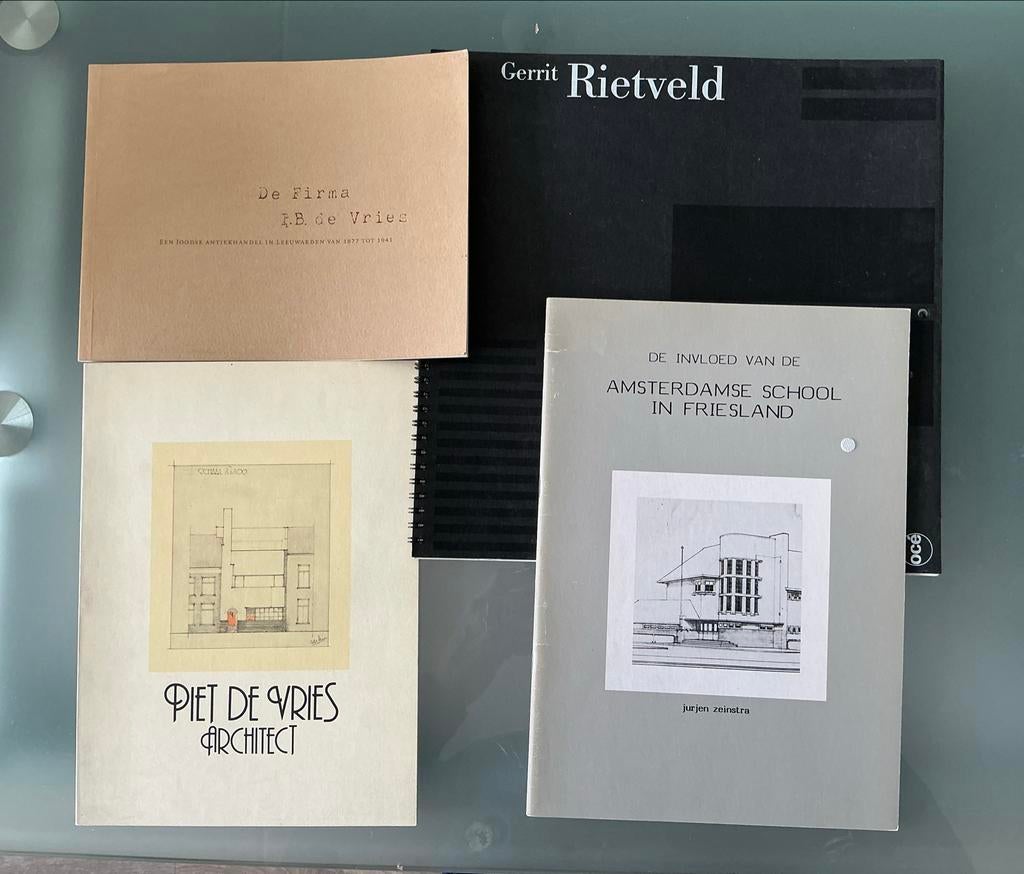 De Firma
I.B. de Vries
EEN JOODSE ANTIEKHANDEL IN LEEUWARDEN VAN 1877 TOT 1941
Gerrit Rietveld
océ
DE INVLOED VAN DE
AMSTERDAMSE SCHOOL
IN FRIESLAND
jurjen zeinstra
PIET DE VRIES
ARCHITECT